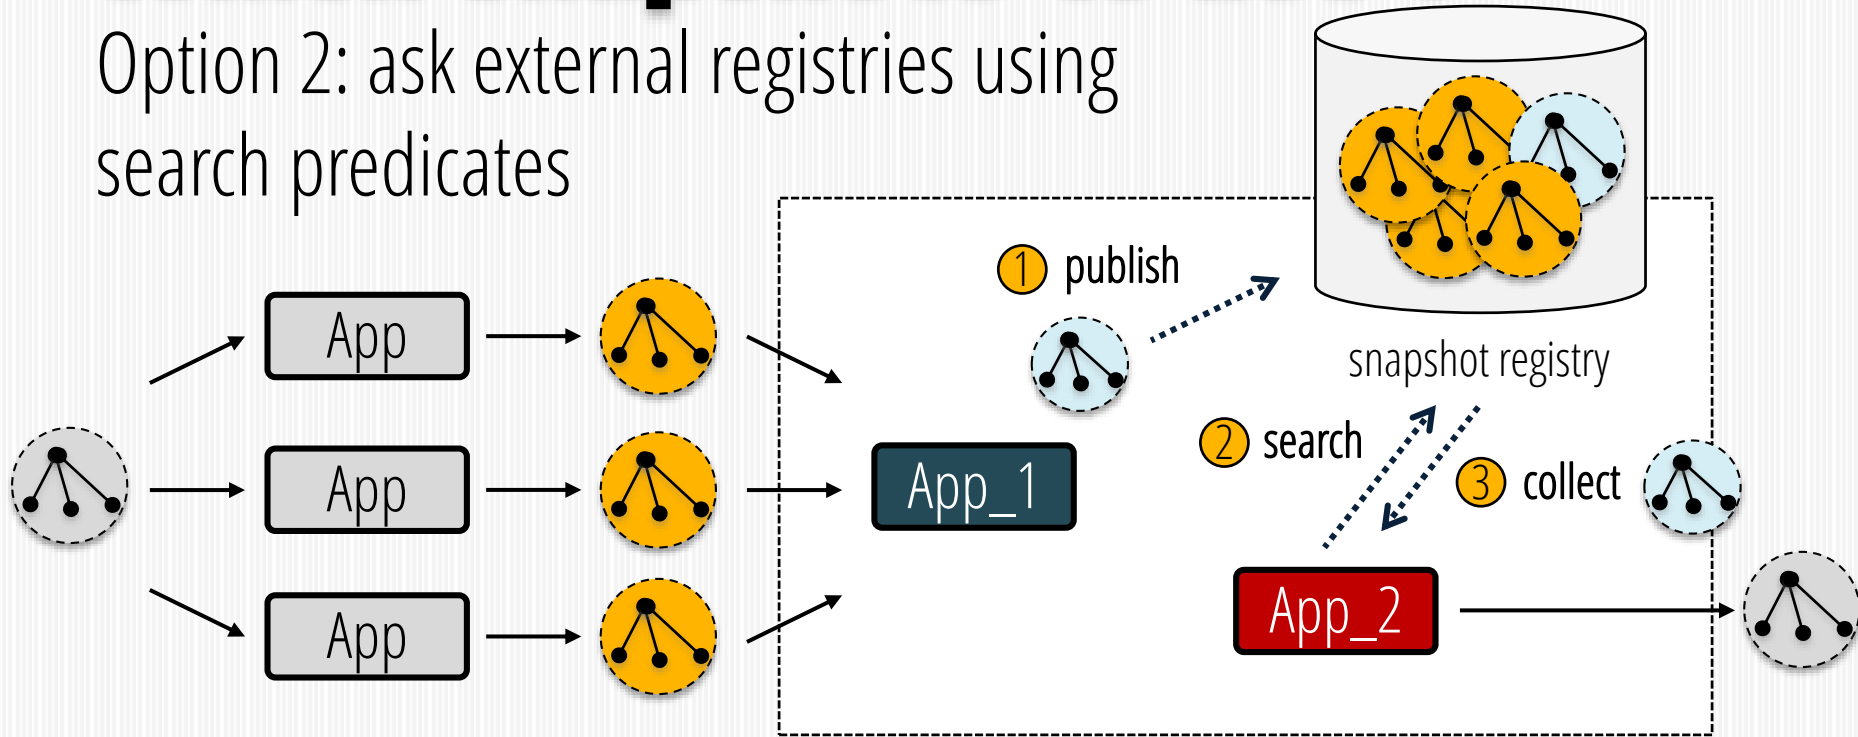 Option 2: ask external registries using
search predicates
1 publish
snapshot registry
2 search
3 collect
App
App
App
App_1
App_2